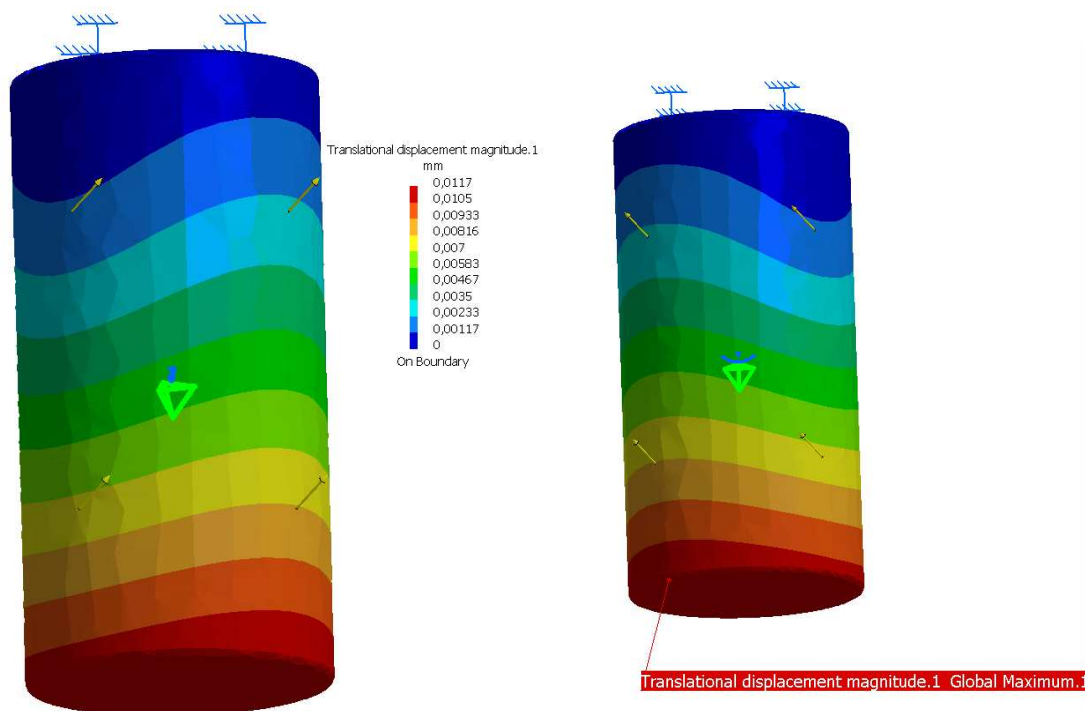 Translational displacement magnitude.1
mm
0,0117
0,0105
0,00933
0,00816
0,007
0,00583
0,00467
0,0035
0,00233
0,00117
0
On Boundary
Translational displacement magnitude.1 Global Maximum.1